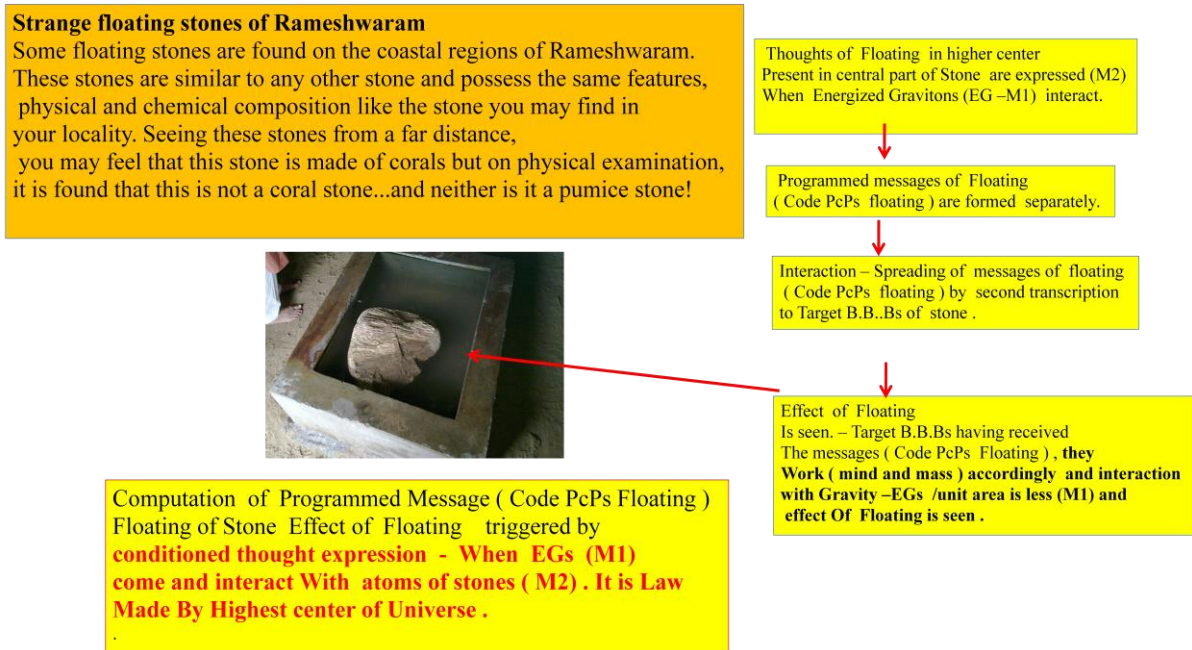 Strange floating stones of Rameshwaram
Some floating stones are found on the coastal regions of Rameshwaram.
These stones are similar to any other stone and possess the same features,
physical and chemical composition like the stone you may find in
your locality. Seeing these stones from a far distance,
you may feel that this stone is made of corals but on physical examination,
it is found that this is not a coral stone...and neither is it a pumice stone!
Thoughts of Floating in higher center
Present in central part of Stone are expressed (M2)
When Energized Gravitons (EG –M1) interact.
Programmed messages of Floating
( Code PcPs floating ) are formed separately.
Interaction – Spreading of messages of floating
( Code PcPs floating ) by second transcription
to Target B.B..Bs of stone .
Effect of Floating
Is seen. – Target B.B.Bs having received
The messages ( Code PcPs Floating ) , they
Work ( mind and mass ) accordingly and interaction
with Gravity –EGs /unit area is less (M1) and
effect Of Floating is seen .
Computation of Programmed Message ( Code PcPs Floating )
Floating of Stone Effect of Floating triggered by
conditioned thought expression - When EGs (M1)
come and interact With atoms of stones ( M2) . It is Law
Made By Highest center of Universe .
.